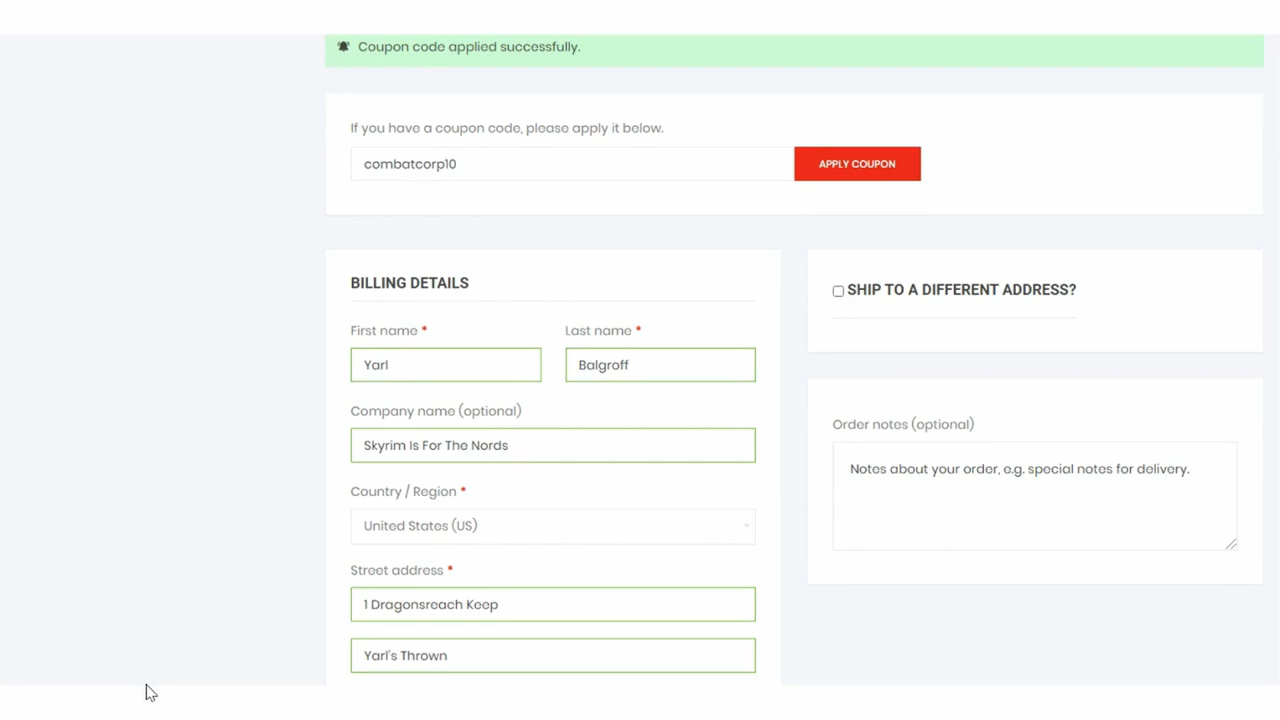 Coupon code applied successfully.
If you have a coupon code, please apply it below.
combatcorp10
APPLY COUPON
BILLING DETAILS
First name *
Last name *
Yarl
Balgroff
Company name (optional)
Skyrim Is For The Nords
Country / Region *
United States (US)
Street address *
1 Dragonsreach Keep
Yarl's Thrown
SHIP TO A DIFFERENT ADDRESS?
Order notes (optional)
Notes about your order, e.g. special notes for delivery.